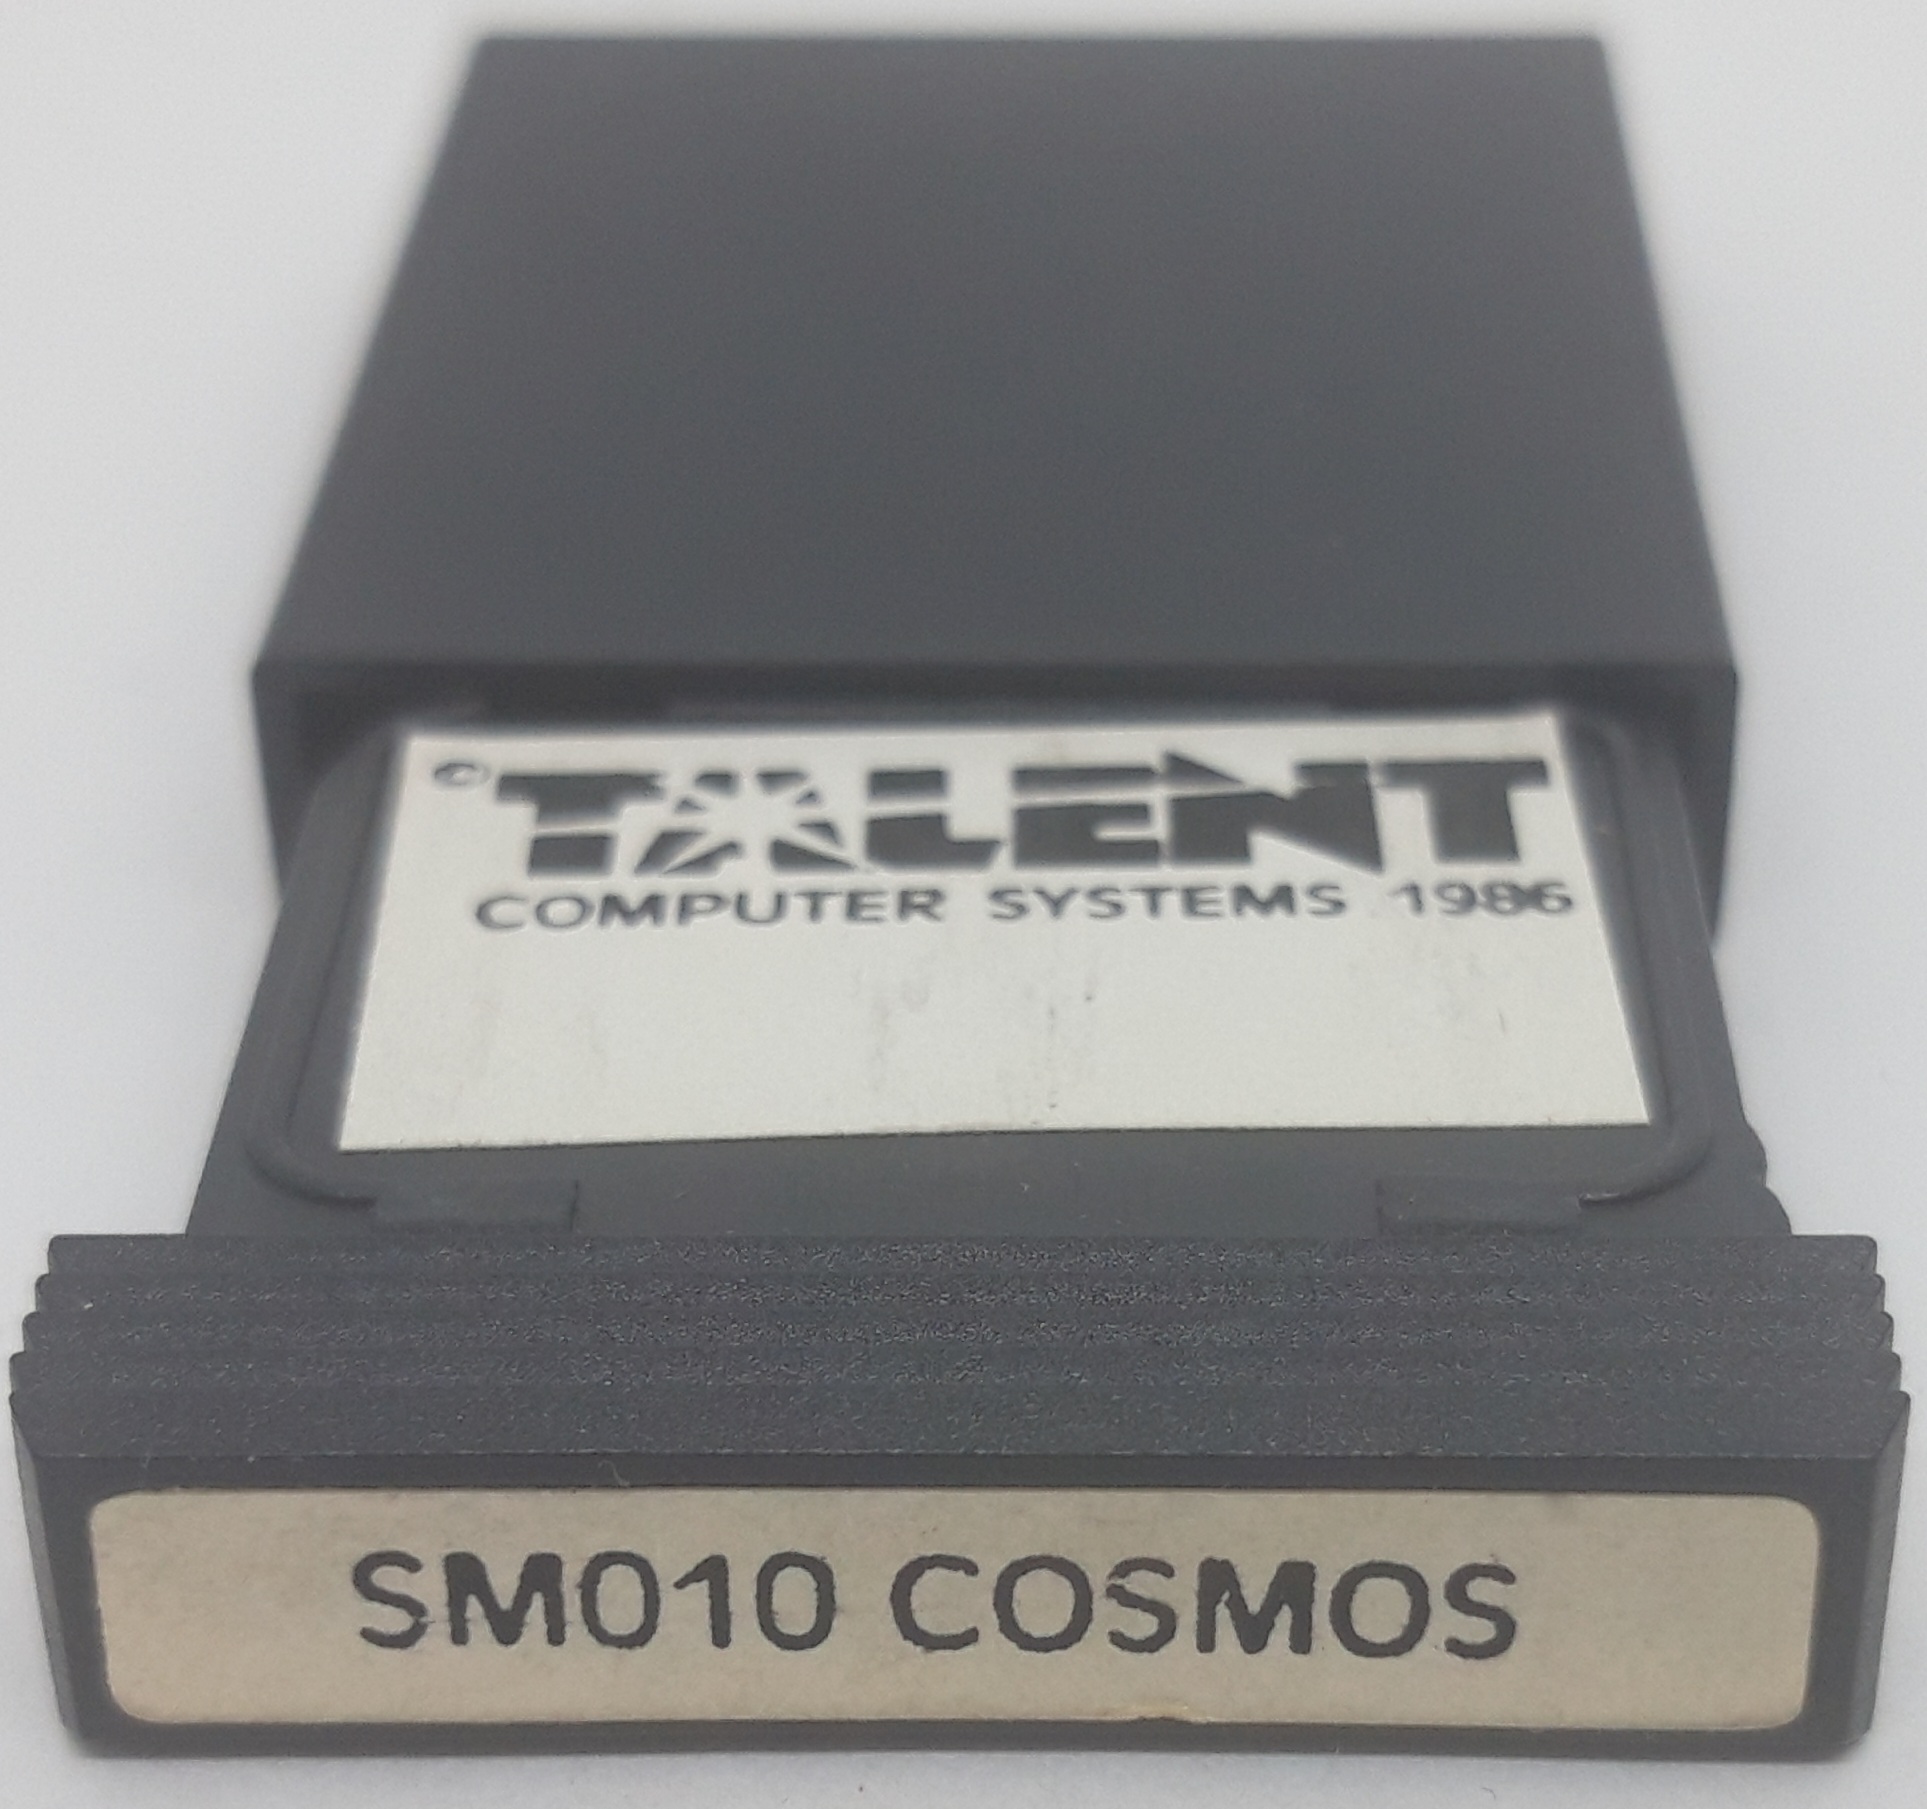 © TALENT
COMPUTER SYSTEMS 1986
SM010 COSMOS